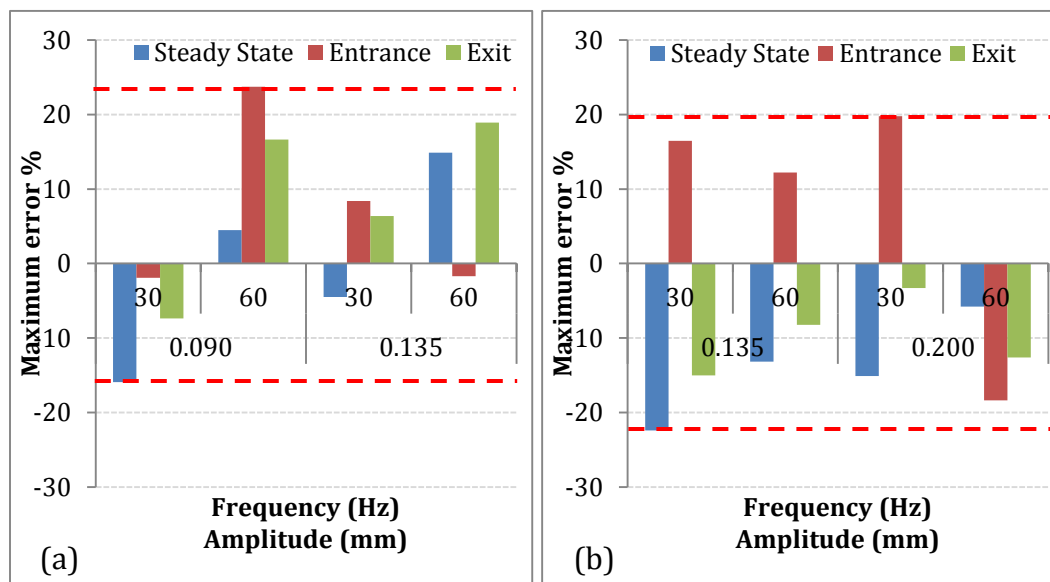 30
20
10
0
-10
-20
-30
Maximum error %
Steady State Entrance Exit
30 60 30 60
0.090 0.135
Frequency (Hz)
Amplitude (mm)
(a)
30
20
10
0
-10
-20
-30
Maximum error %
Steady State Entrance Exit
30 60 30 60
0.135 0.200
Frequency (Hz)
Amplitude (mm)
(b)